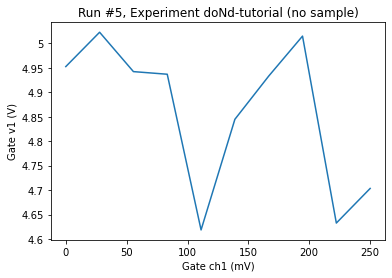 Run #5, Experiment doNd-tutorial (no sample)
Gate v1 (V)
5
4.95
4.9
4.85
4.8
4.75
4.7
4.65
4.6
0 50 100 150 200 250
Gate ch1 (mV)